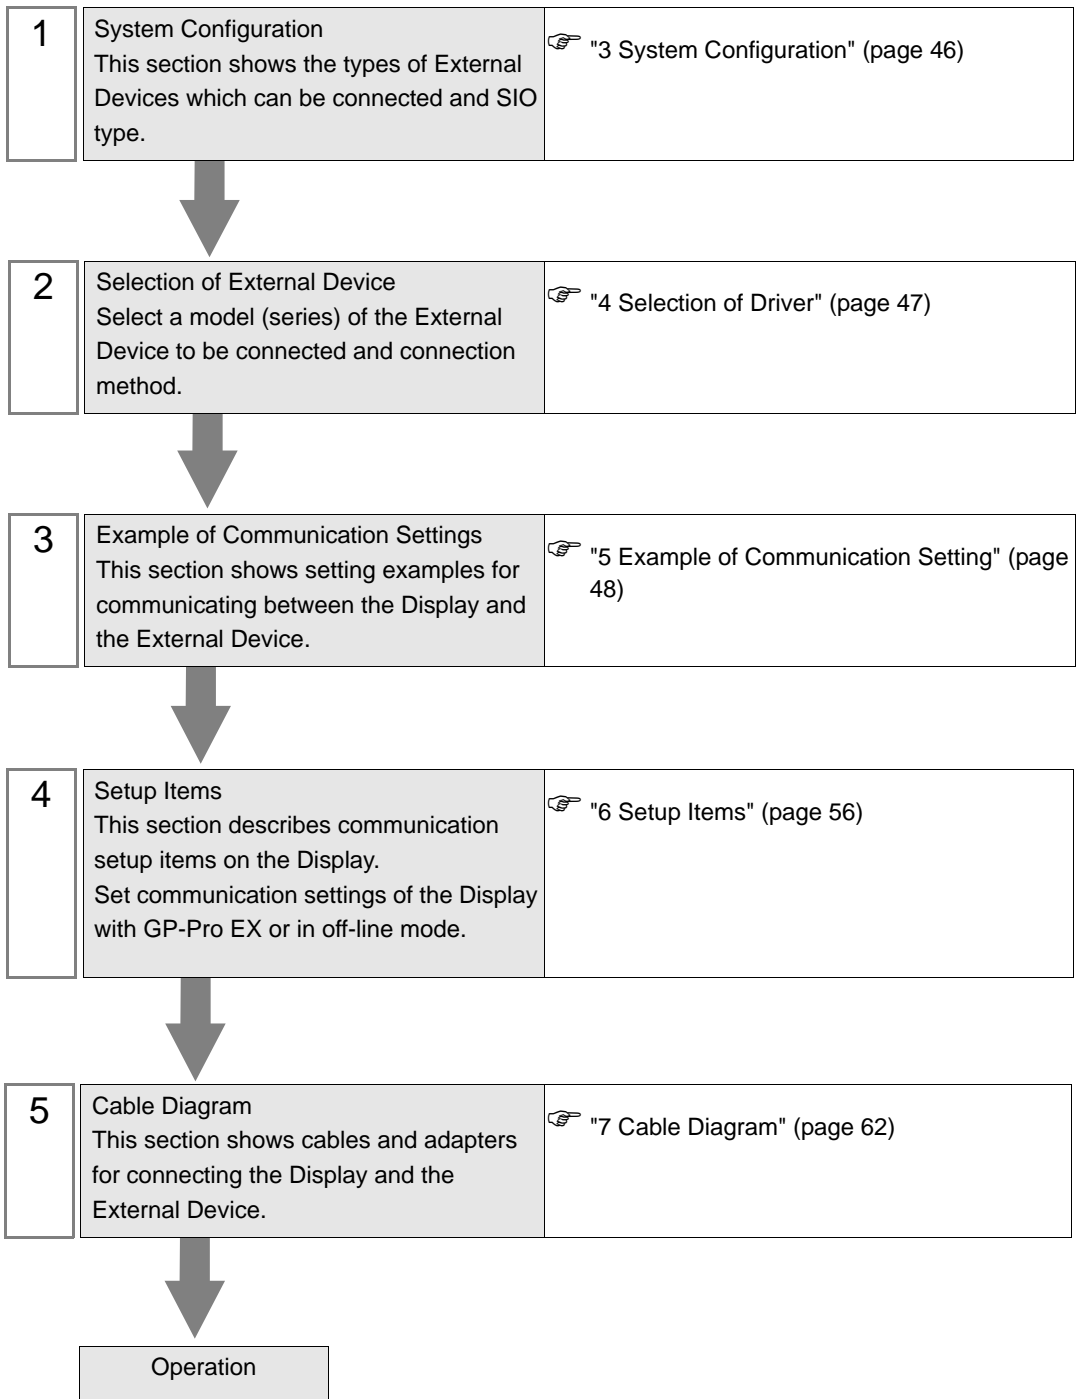 1
System Configuration
This section shows the types of External
Devices which can be connected and SIO
type.
"3 System Configuration" (page 46)
2
Selection of External Device
Select a model (series) of the External
Device to be connected and connection
method.
"4 Selection of Driver" (page 47)
3
Example of Communication Settings
This section shows setting examples for
communicating between the Display and
the External Device.
"5 Example of Communication Setting" (page
48)
4
Setup Items
This section describes communication
setup items on the Display.
Set communication settings of the Display
with GP-Pro EX or in off-line mode.
"6 Setup Items" (page 56)
5
Cable Diagram
This section shows cables and adapters
for connecting the Display and the
External Device.
"7 Cable Diagram" (page 62)
Operation